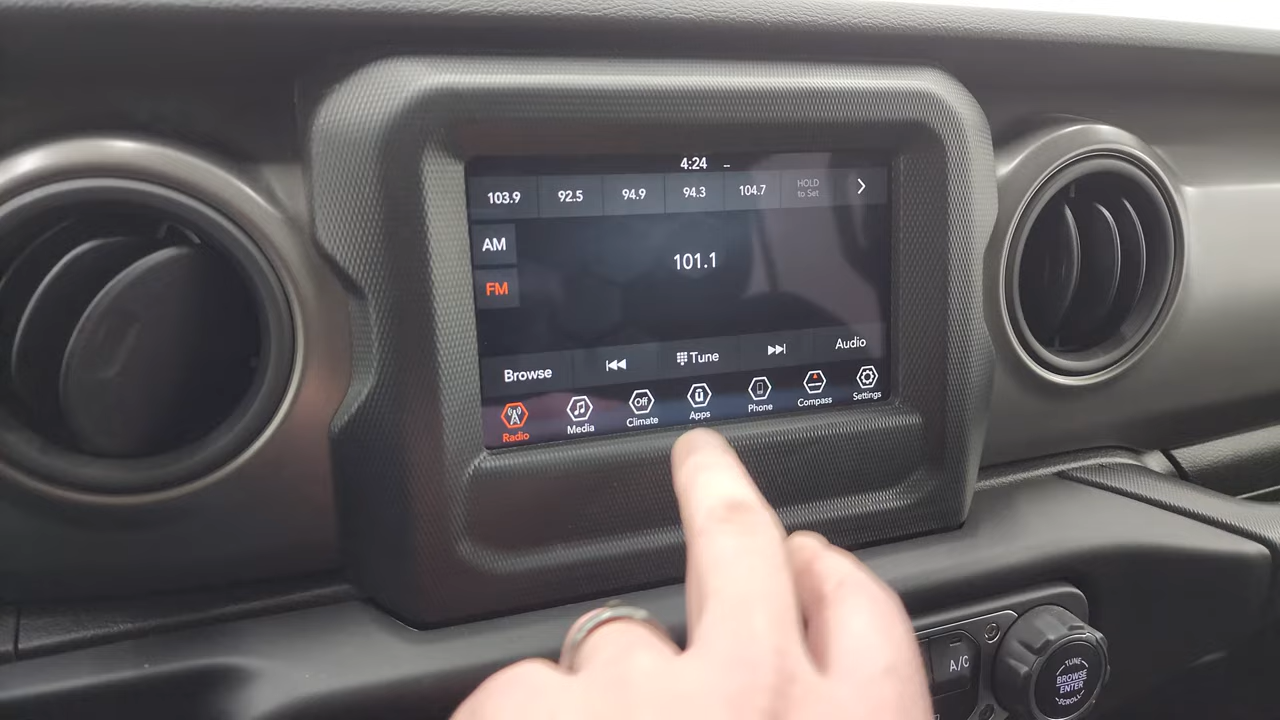 4:24
103.9 92.5 94.9 94.3 104.7 HOLD
to Set
AM
101.1
FM
Browse Tune Audio
Off
Radio Media Climate Apps Phone Compass Settings
A/C
TUNE
BROWSE
ENTER
SCROLL